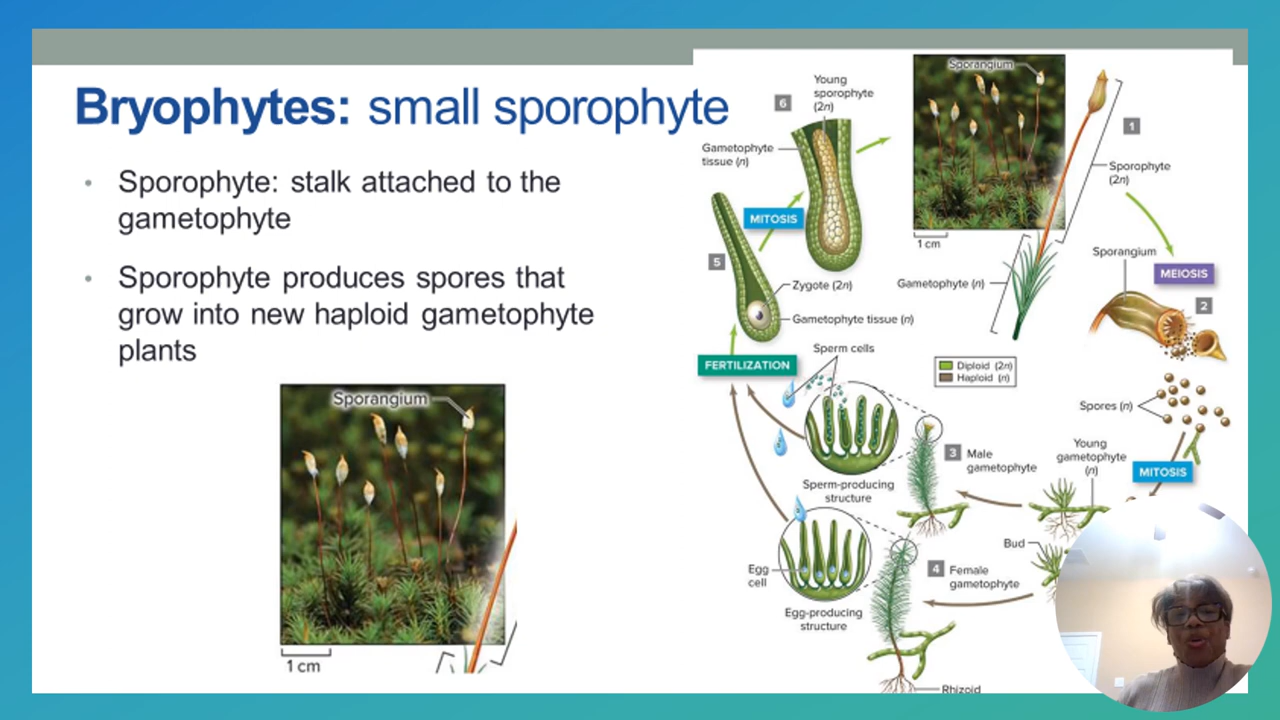 Bryophytes: small sporophyte
• Sporophyte: stalk attached to the
gametophyte
• Sporophyte produces spores that
grow into new haploid gametophyte
plants
Sporangium
1 cm
Sporangium
1 cm
Young
sporophyte
(2n)
6
Gametophyte
tissue (n)
1
Sporophyte
(2n)
MITOSIS
5
Zygote (2n)
Gametophyte (n)
Gametophyte tissue (n)
Sporangium
MEIOSIS
2
FERTILIZATION
Sperm cells
Diploid (2n)
Haploid (n)
Spores (n)
Young
gametophyte
(n)
MITOSIS
3
Male
gametophyte
Sperm-producing
structure
Bud
Egg
cell
4
Female
gametophyte
Egg-producing
structure
Rhizoid